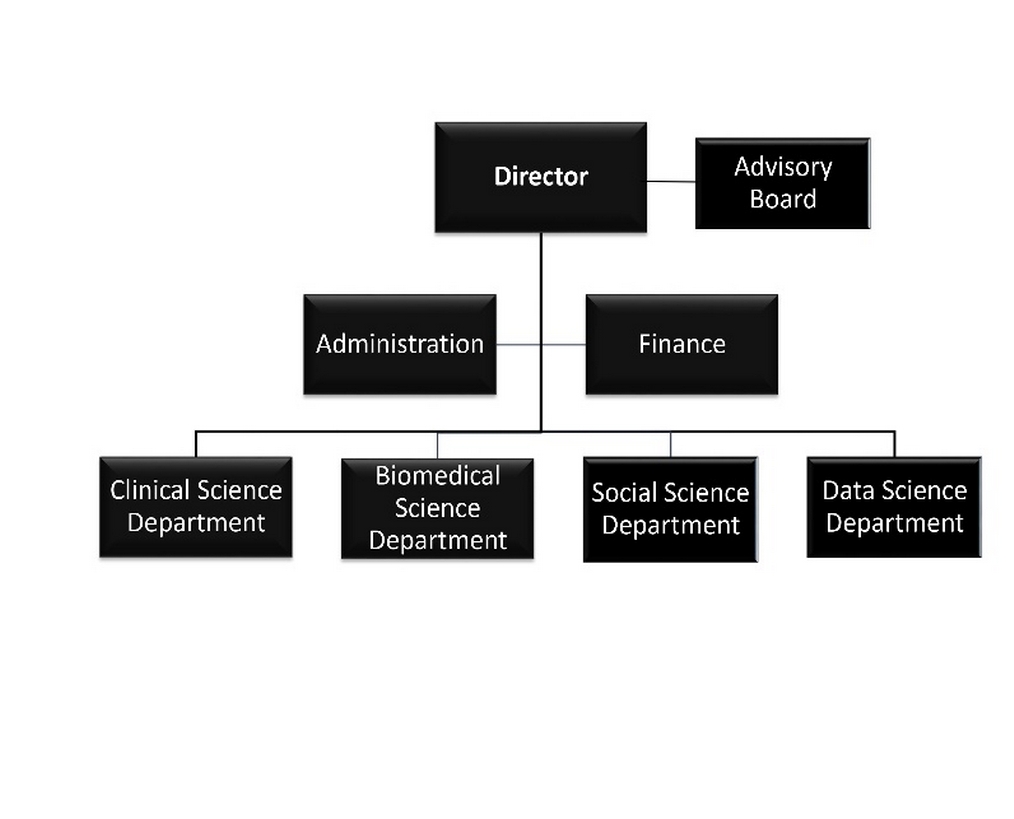 Director
Advisory
Board
Administration
Finance
Clinical Science
Department
Biomedical
Science
Department
Social Science
Department
Data Science
Department